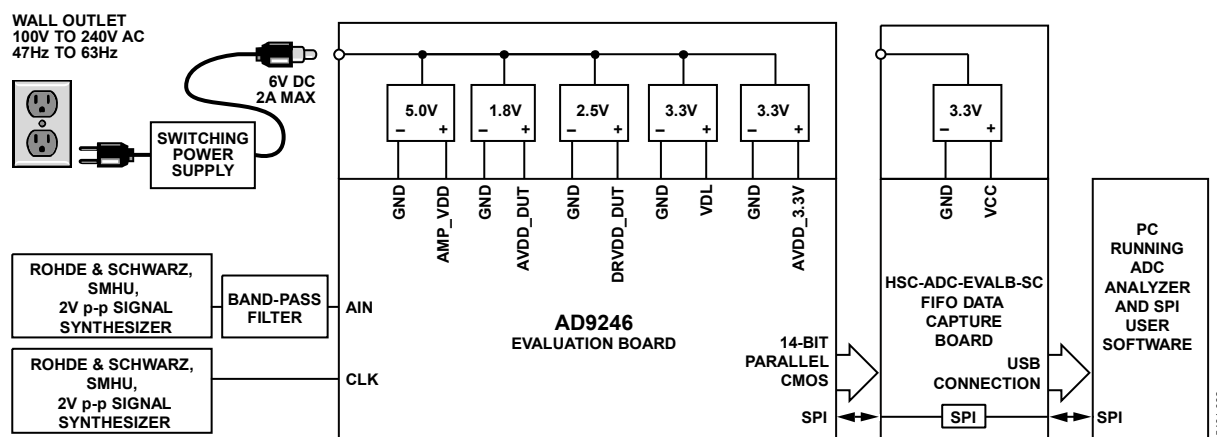 WALL OUTLET
100V TO 240V AC
47Hz TO 63Hz
6V DC
2A MAX
SWITCHING
POWER
SUPPLY
5.0V
1.8V
2.5V
3.3V
3.3V
3.3V
– +
– +
– +
– +
– +
– +
GND
AMP_VDD
GND
AVDD_DUT
GND
DRVDD_DUT
GND
VDL
GND
AVDD_3.3V
GND
VCC
ROHDE & SCHWARZ,
SMHU,
2V p-p SIGNAL
SYNTHESIZER
BAND-PASS
FILTER
AIN
ROHDE & SCHWARZ,
SMHU,
2V p-p SIGNAL
SYNTHESIZER
CLK
AD9246
EVALUATION BOARD
14-BIT
PARALLEL
CMOS
SPI
HSC-ADC-EVALB-SC
FIFO DATA
CAPTURE
BOARD
USB
CONNECTION
SPI
PC
RUNNING
ADC
ANALYZER
AND SPI
USER
SOFTWARE
SPI